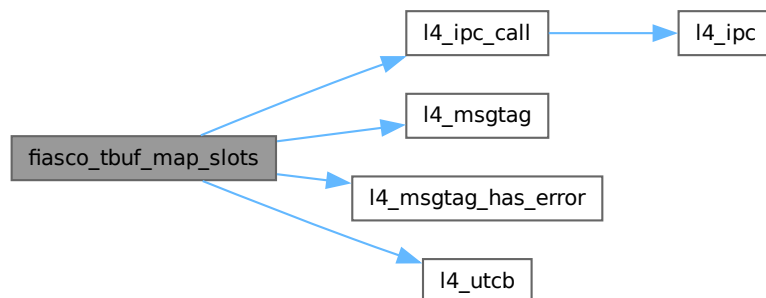 fiasco_tbuf_map_slots
l4_ipc_call
l4_ipc
l4_msgtag
l4_msgtag_has_error
l4_utcb